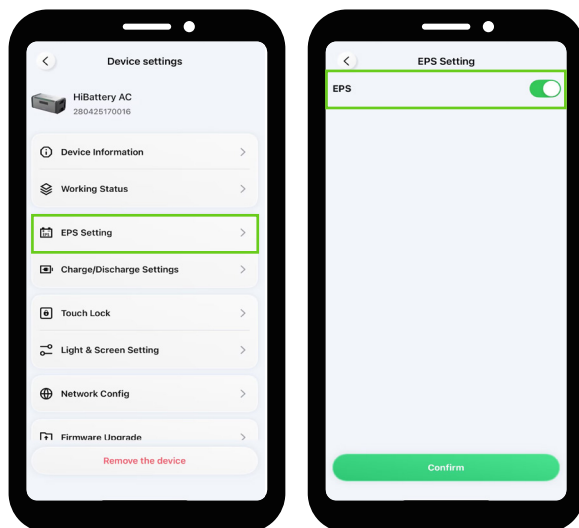 Device settings
HiBattery AC
280425170016
Device Information
Working Status
EPS Setting
Charge/Discharge Settings
Touch Lock
Light & Screen Setting
Network Config
Firmware Upgrade
Remove the device
EPS Setting
EPS
Confirm